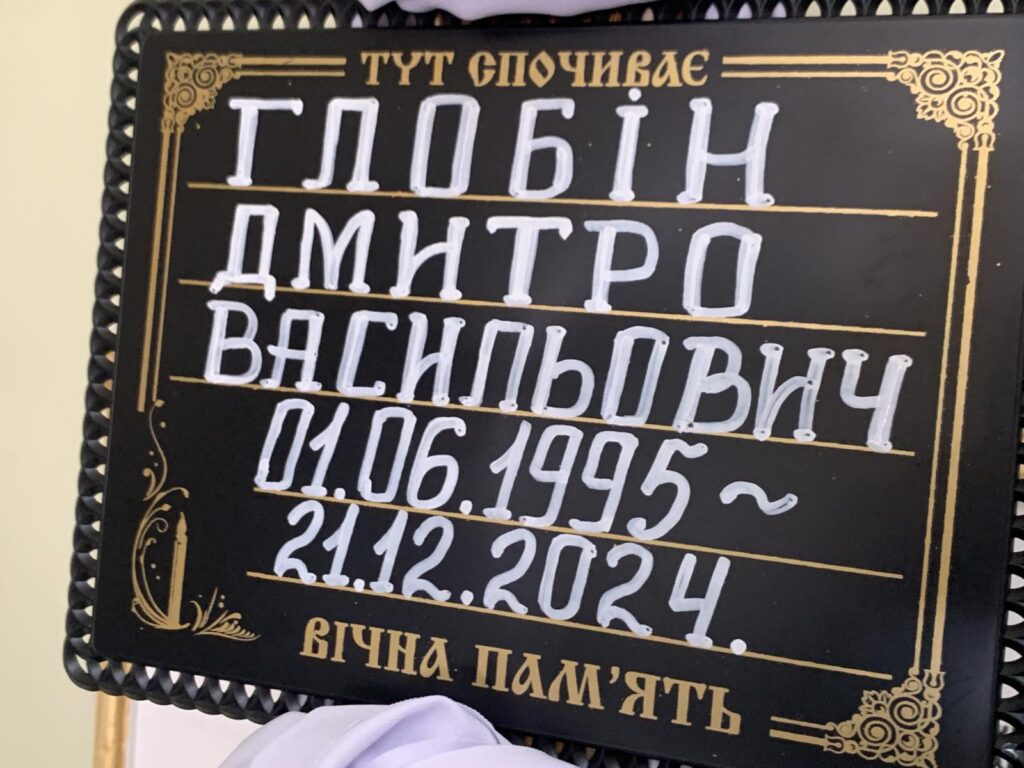 ТУТ СПОЧИВАЄ
ГЛОБІН
ДМИТРО
ВАСИЛЬОВИЧ
01.06.1995~
21.12.2024.
ВІЧНА ПАМ'ЯТЬ